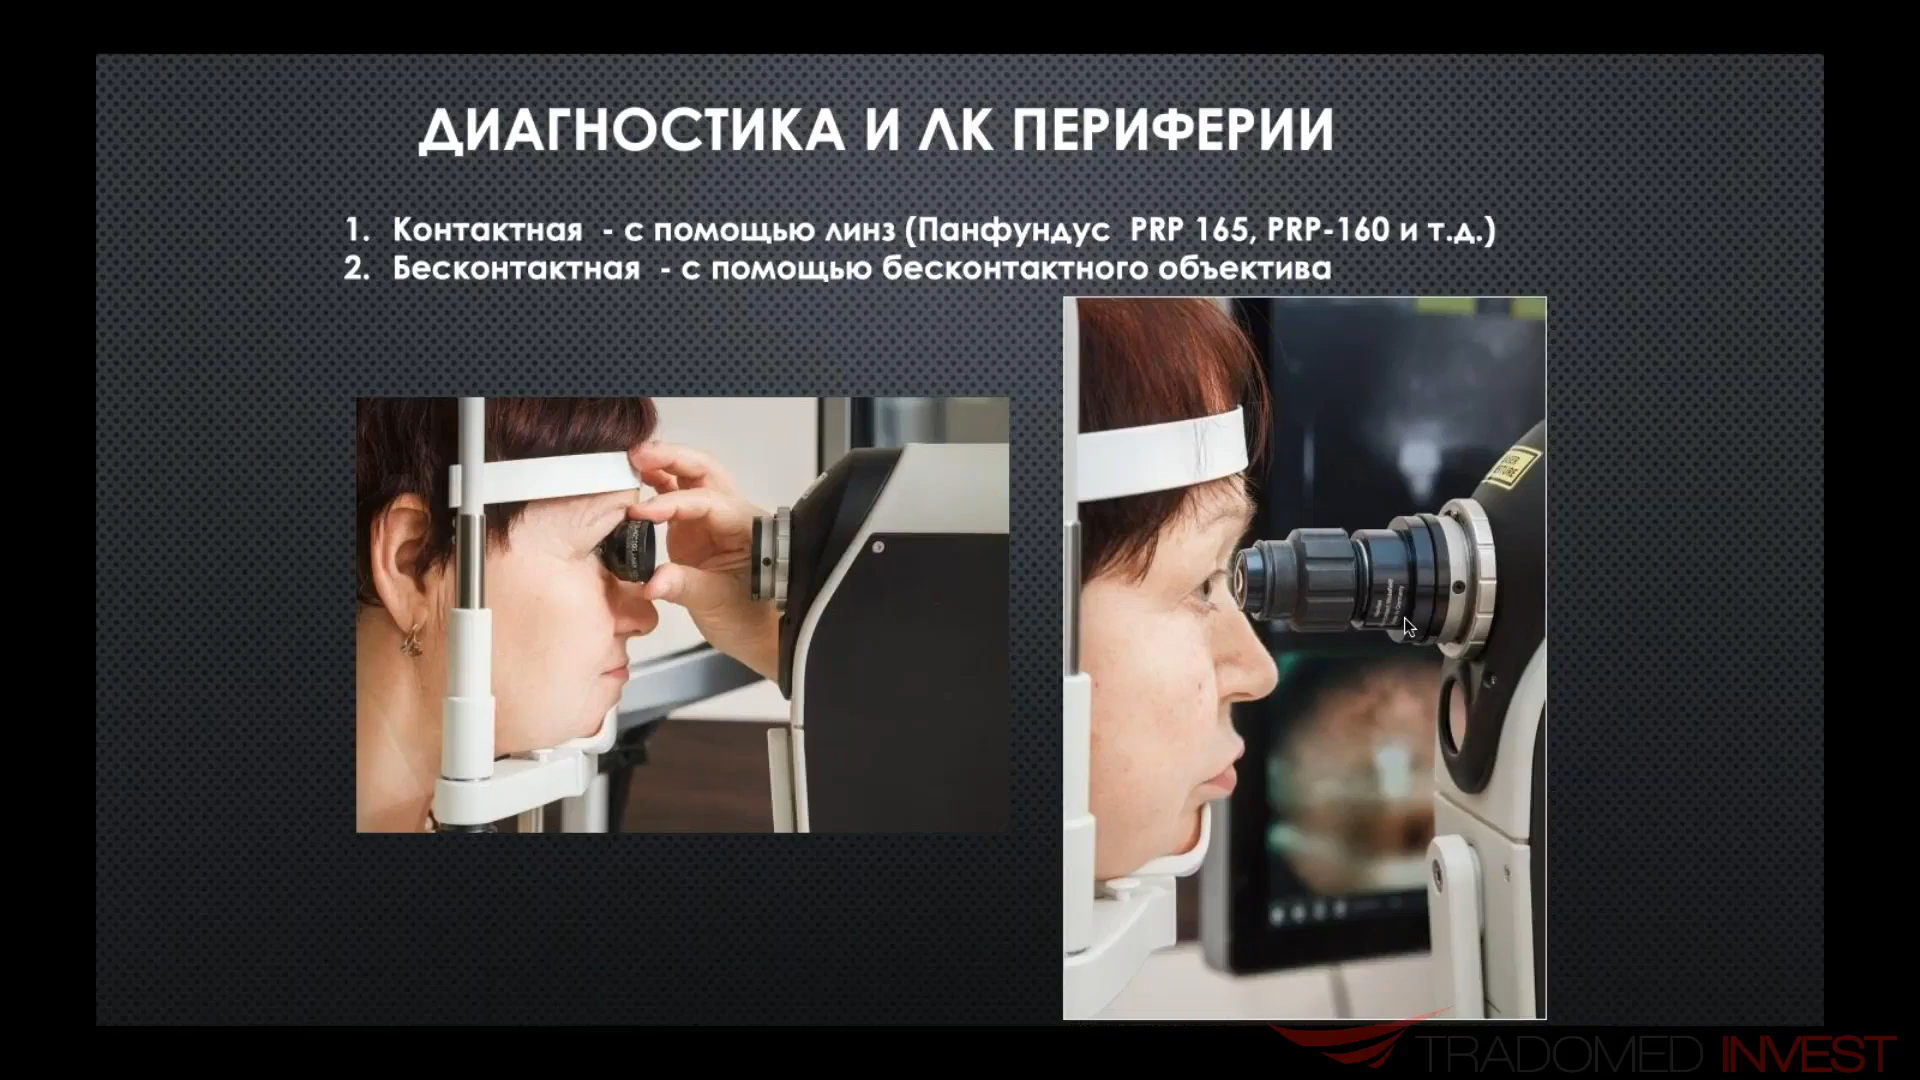 ДИАГНОСТИКА И ЛК ПЕРИФЕРИИ
1. Контактная - с помощью линз (Панфундус PRP 165, PRP-160 и т.д.)
2. Бесконтактная - с помощью бесконтактного объектива
TRADOMED INVEST